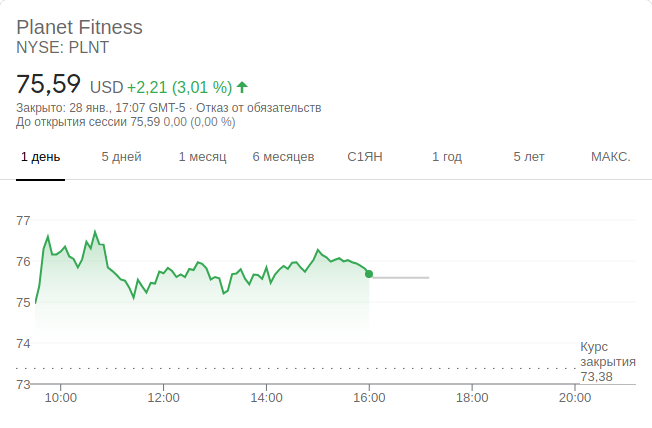 Planet Fitness
NYSE: PLNT
75,59 USD +2,21 (3,01 %)
Закрыто: 28 янв., 17:07 GMT-5 · Отказ от обязательств
До открытия сессии 75,59 0,00 (0,00 %)
1 день 5 дней 1 месяц 6 месяцев С1ЯН 1 год 5 лет МАКС.
77
76
75
74
Курс
закрытия
73,38
73
10:00 12:00 14:00 16:00 18:00 20:00